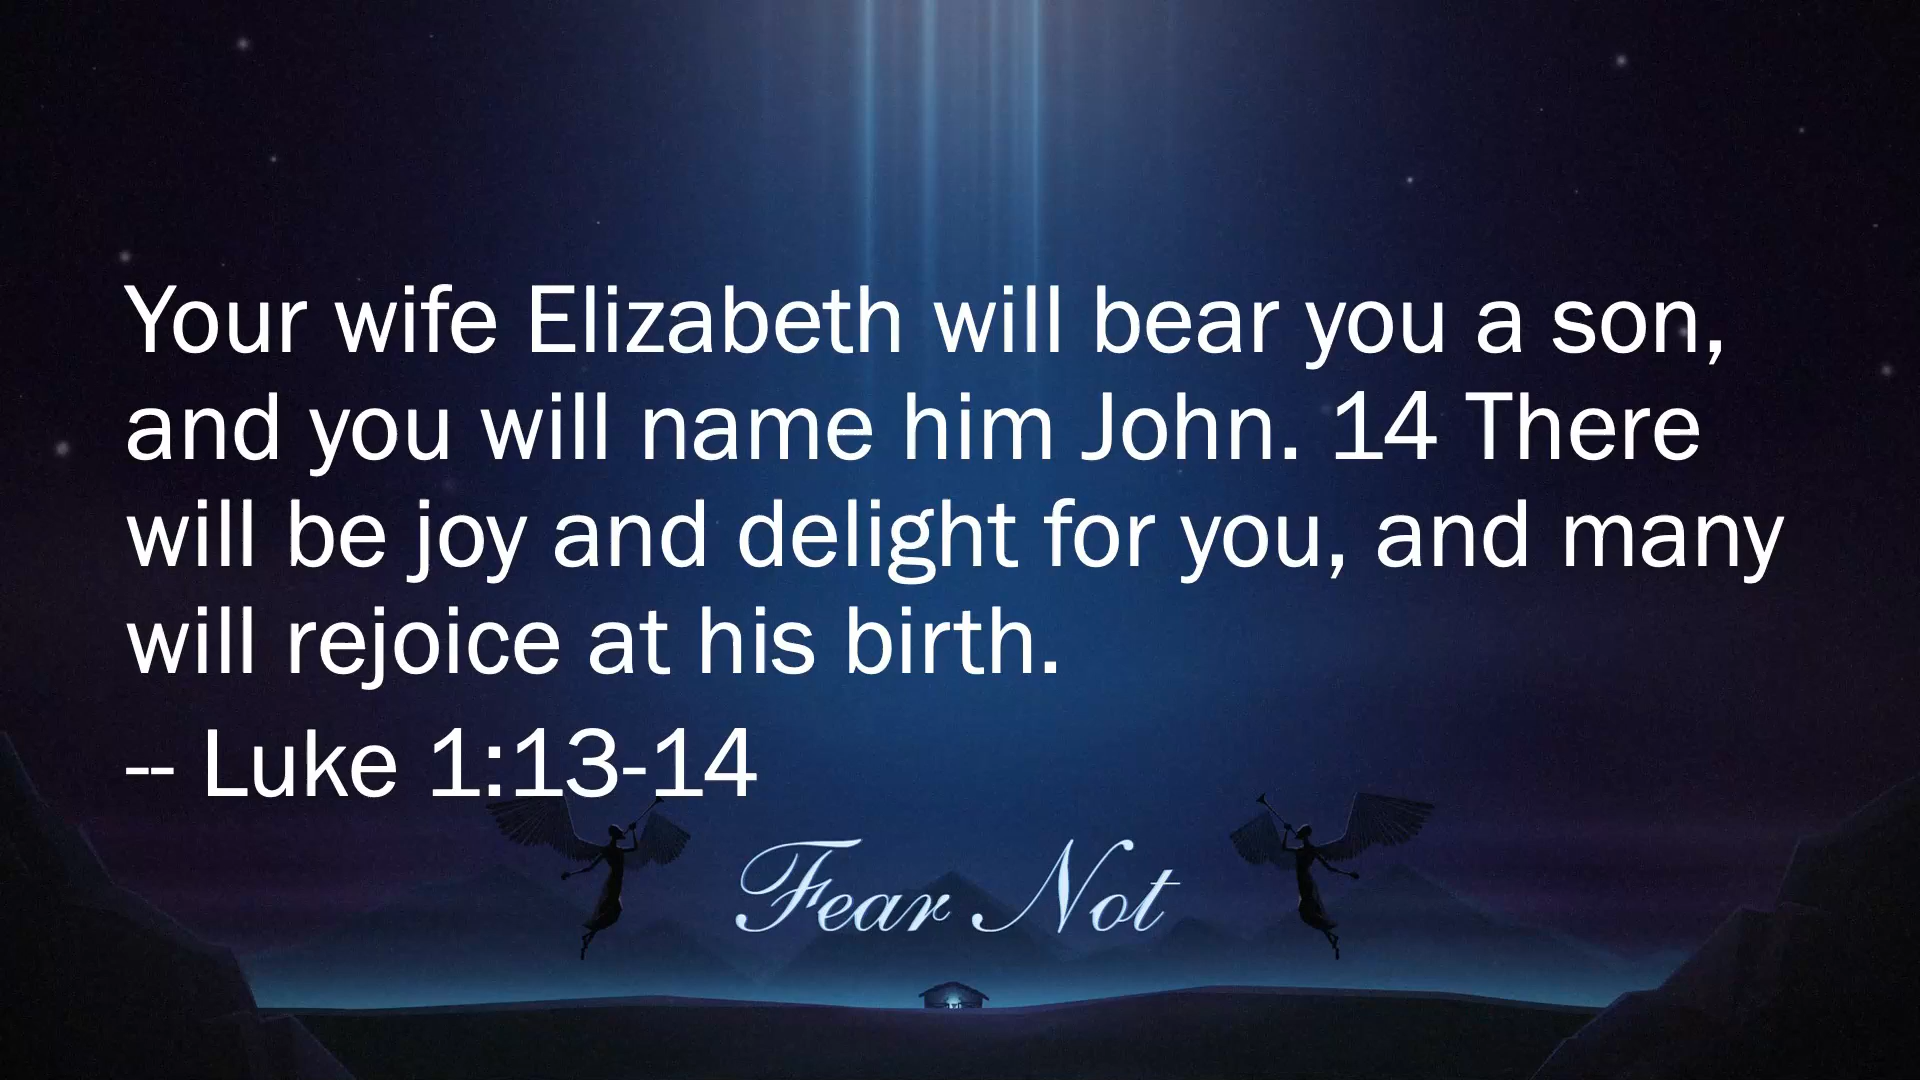 Your wife Elizabeth will bear you a son,
and you will name him John. 14 There
will be joy and delight for you, and many
will rejoice at his birth.
-- Luke 1:13-14
Fear Not